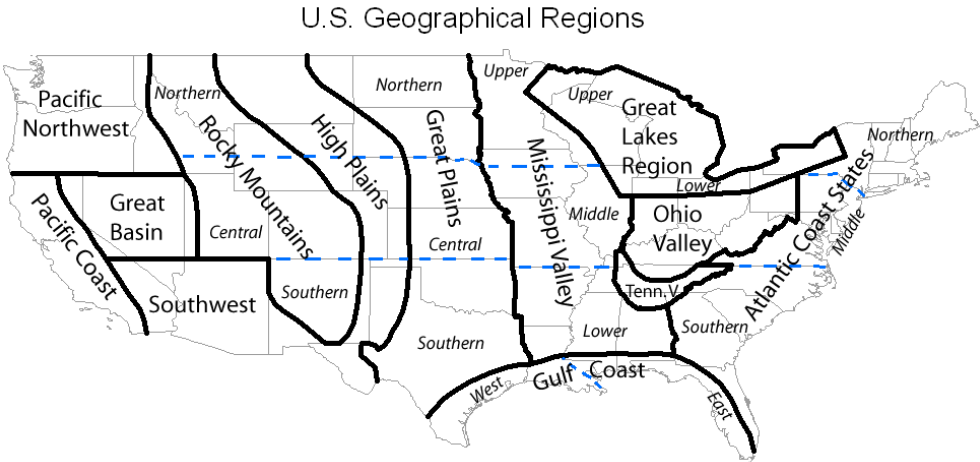 U.S. Geographical Regions
Pacific
Northwest
Northern
Rocky Mountains
High Plains
Northern
Great Plains
Upper
Upper
Great
Lakes
Region
Lower
Northern
Pacific Coast
Great
Basin
Central
Central
Mississippi Valley
Middle
Ohio
Valley
Atlantic Coast States
Middle
Southwest
Southern
Tenn.V.
Southern
Lower
Southern
West
Gulf Coast
East